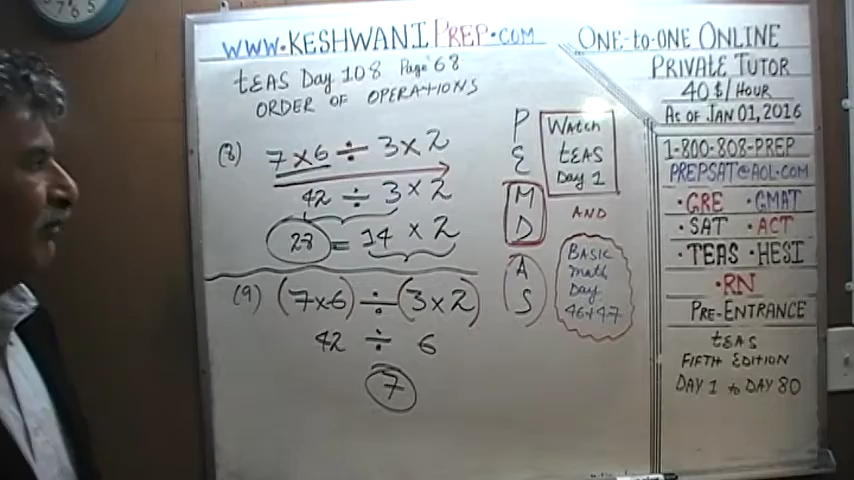 WWW.KESHWANIPREP.COM
TEAS Day 108 Page 68
ORDER OF OPERATIONS
(8) 7×6 ÷ 3×2
42 ÷ 3×2
28 = 14 × 2
(9) (7×6) ÷ (3×2)
42 ÷ 6
7
P
E
M
D
A
S
WATCH
TEAS
Day 1
AND
BASIC
math
Day
46+47
ONE-to-ONE ONLINE
PRIVATE TUTOR
40 $/HOUR
AS OF JAN 01, 2016
1-800-808-PREP
PREPSAT@AOL.COM
•GRE •GMAT
•SAT •ACT
•TEAS •HESI
•RN
PRE-ENTRANCE
TEAS
FIFTH EDITION
DAY 1 to DAY 80